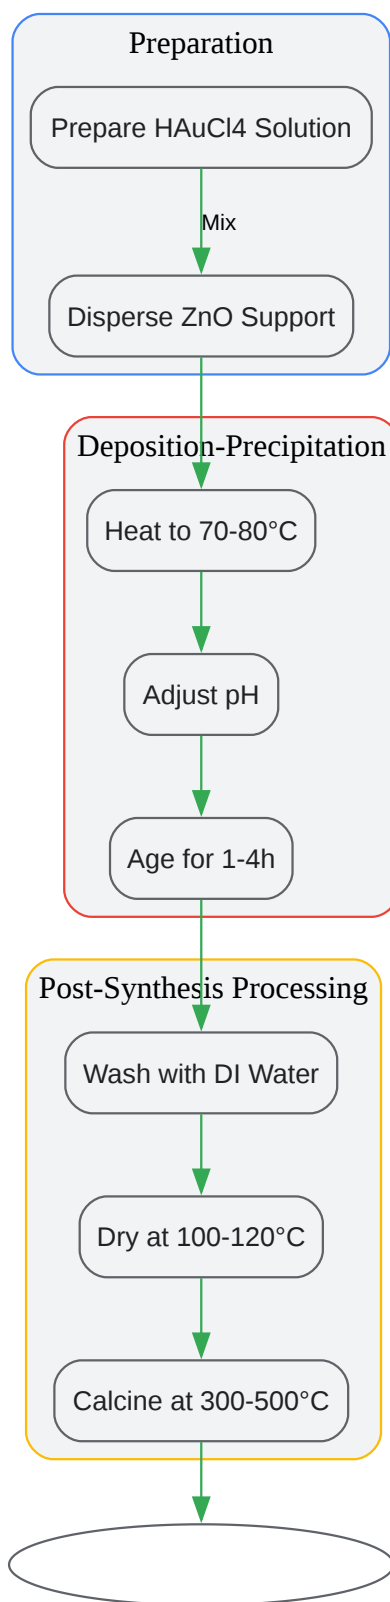 Preparation
Prepare HAuCl4 Solution
Mix
Disperse ZnO Support
Deposition-Precipitation
Heat to 70-80°C
Adjust pH
Age for 1-4h
Post-Synthesis Processing
Wash with DI Water
Dry at 100-120°C
Calcine at 300-500°C